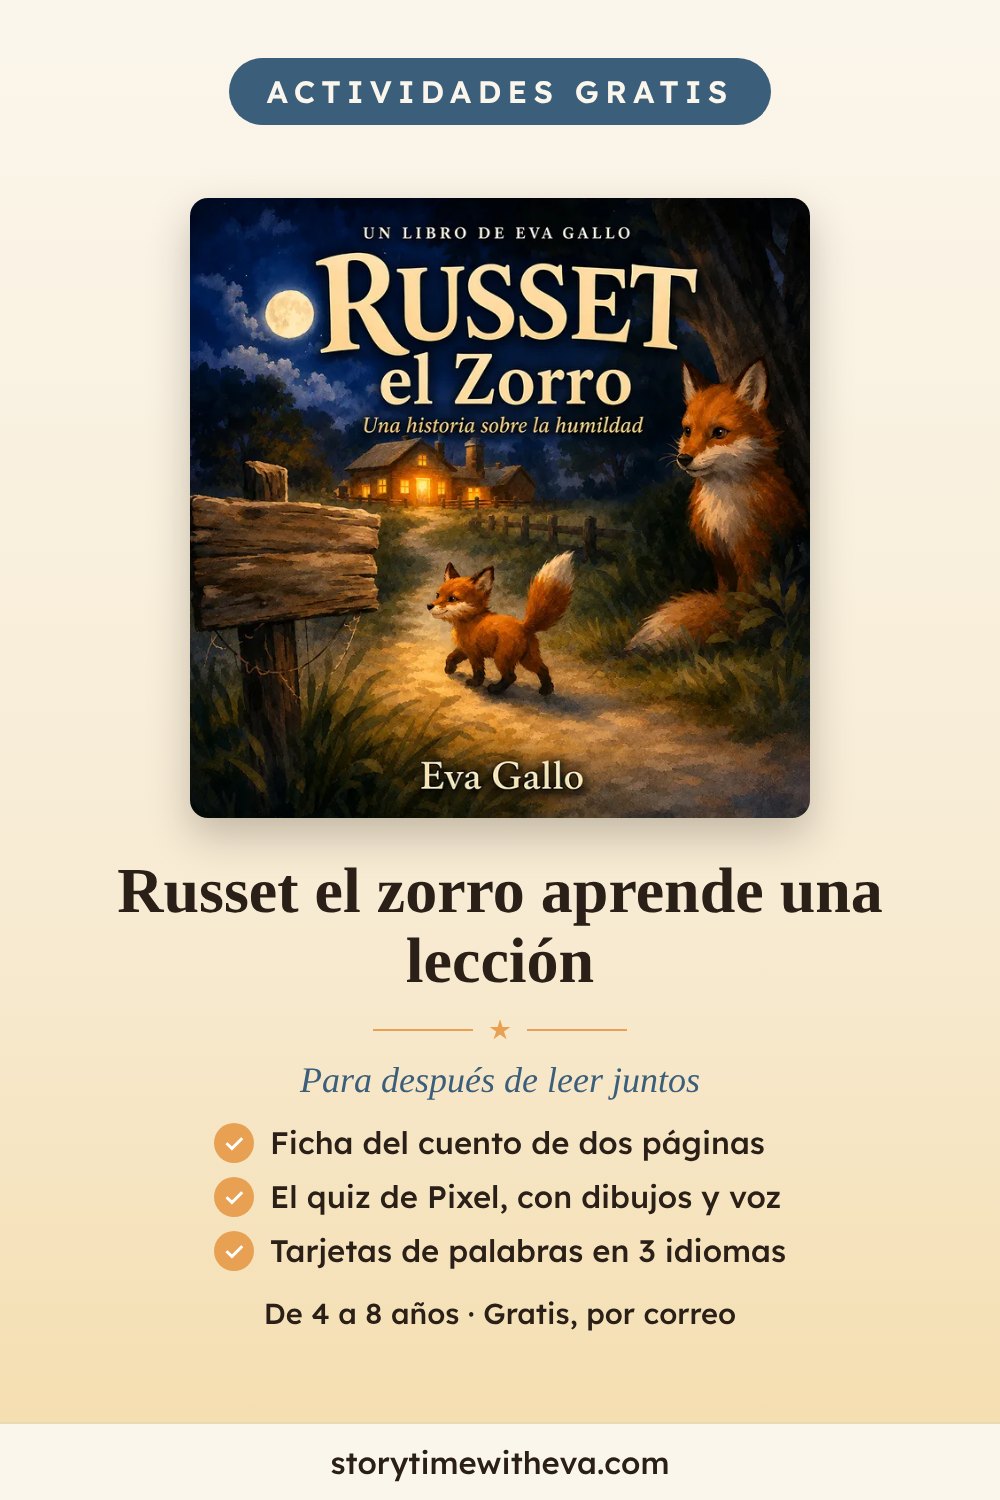 ACTIVIDADES GRATIS
UN LIBRO DE EVA GALLO
RUSSET
el Zorro
Una historia sobre la humildad
Eva Gallo
Russet el zorro aprende una
lección
Para después de leer juntos
Ficha del cuento de dos páginas
El quiz de Pixel, con dibujos y voz
Tarjetas de palabras en 3 idiomas
De 4 a 8 años · Gratis, por correo
storytimewitheva.com